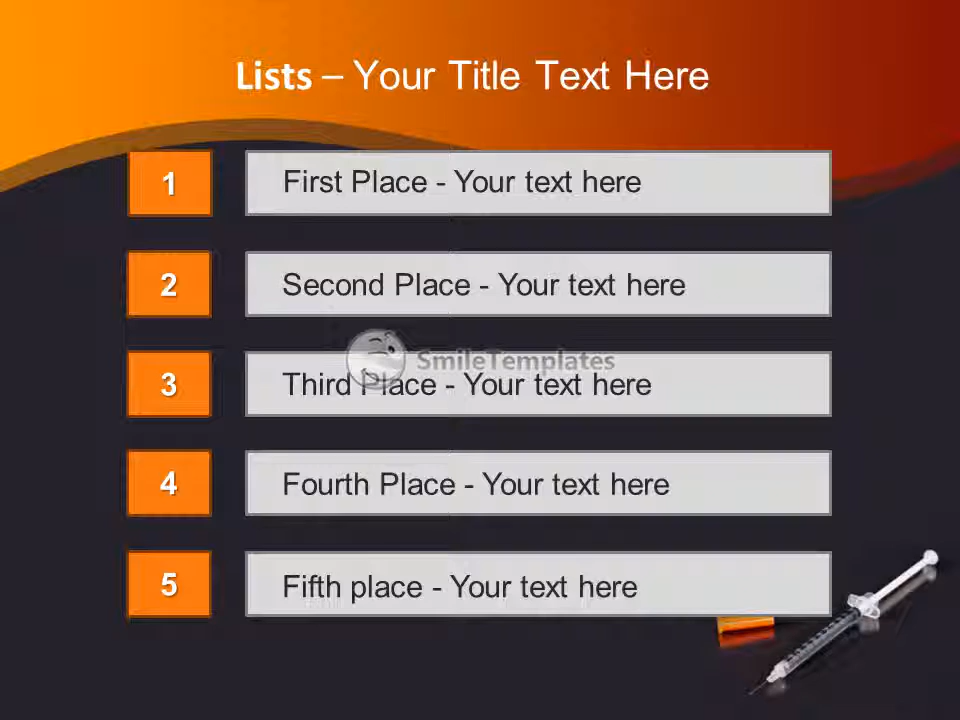 Lists – Your Title Text Here
1 First Place - Your text here
2 Second Place - Your text here
SmileTemplates
3 Third Place - Your text here
4 Fourth Place - Your text here
5 Fifth place - Your text here